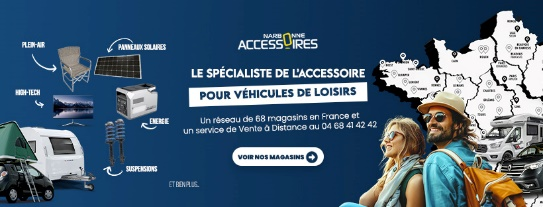 NARBONNE
ACCESSOIRES
PLEIN-AIR
PANNEAUX SOLAIRES
HIGH-TECH
ÉNERGIE
SUSPENSIONS
ET BIEN PLUS...
LE SPÉCIALISTE DE L'ACCESSOIRE
POUR VÉHICULES DE LOISIRS
Un réseau de 68 magasins en France et
un service de Vente à Distance au 04 68 41 42 42
VOIR NOS MAGASINS